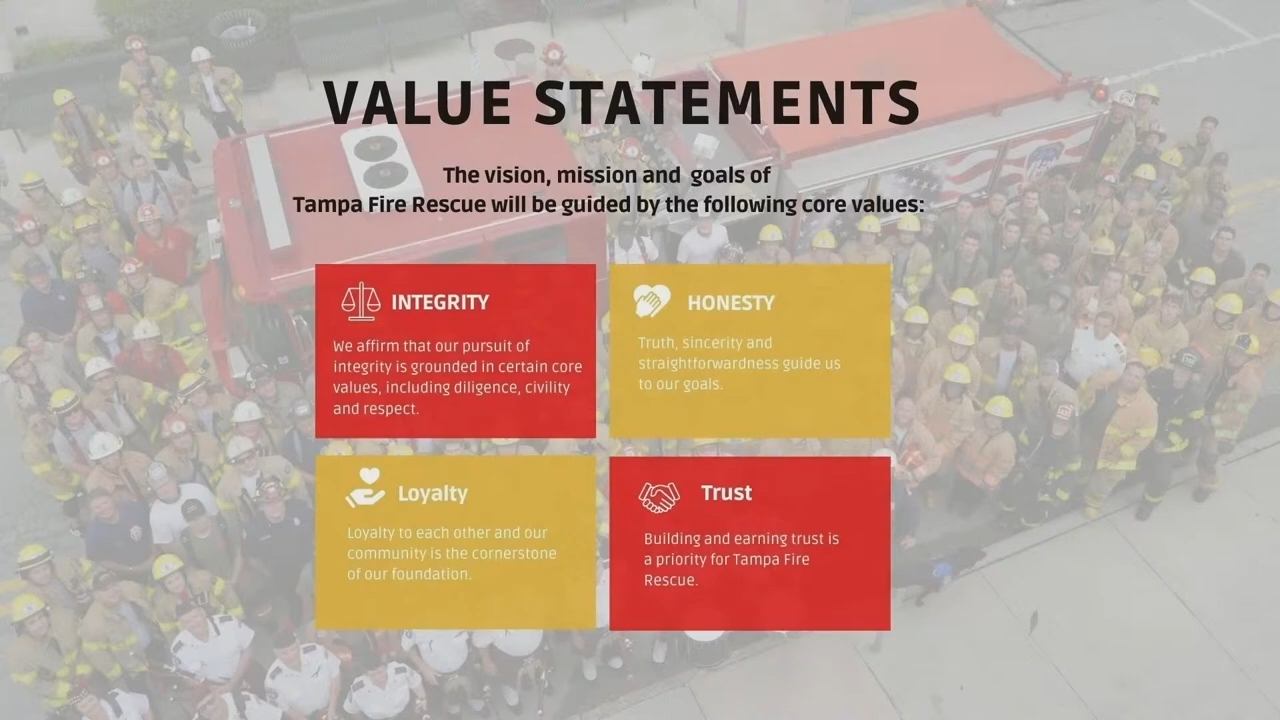 VALUE STATEMENTS
The vision, mission and goals of
Tampa Fire Rescue will be guided by the following core values:
INTEGRITY
We affirm that our pursuit of
integrity is grounded in certain core
values, including diligence, civility
and respect.
HONESTY
Truth, sincerity and
straightforwardness guide us
to our goals.
Loyalty
Loyalty to each other and our
community is the cornerstone
of our foundation.
Trust
Building and earning trust is
a priority for Tampa Fire
Rescue.